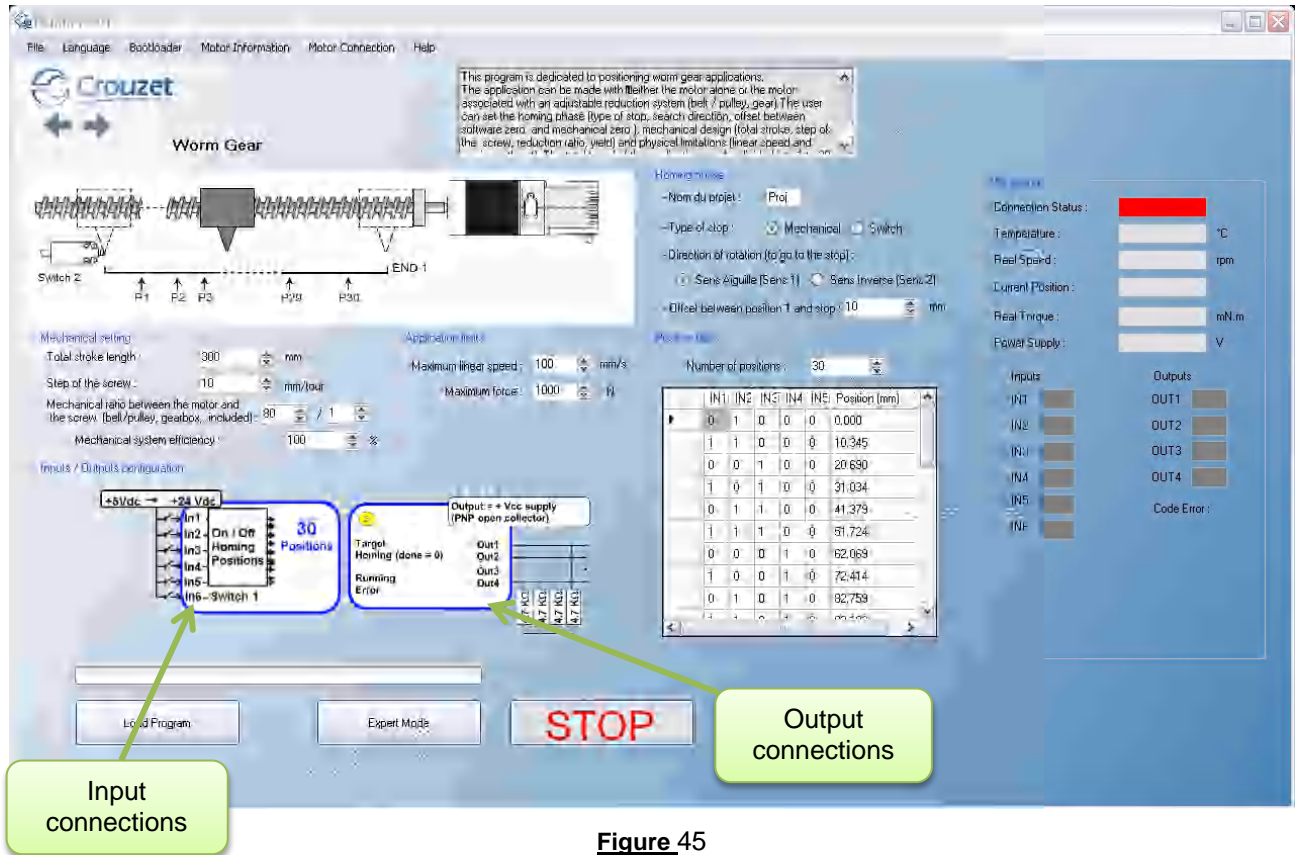 File Language Bootloader Motor Information Motor Connection Help
Crouzet
Worm Gear
This program is dedicated to positioning worm gear applications.
The application can be made with either the motor alone or the motor
associated with an adjustable reduction system (belt / pulley, gear).The user
can set the homing phase (type of stop, search direction, offset between
software zero and mechanical zero ), mechanical design (total stroke, step of
the screw, reduction ratio, yield) and physical limitations (linear speed and
Switch 2
END-1
P1 P2 P3 P29 P30
-Nom du projet : Proj
-Type of stop : Mechanical Switch
-Direction of rotation (to go to the stop) :
Sens Aiguille (Sens 1) Sens Inverse (Sens 2)
-Offset between position 1 and stop : 10 mm
Connection Status :
Temperature : °C
Real Speed : rpm
Current Position :
Real Torque : mN.m
Power Supply : V
Inputs Outputs
IN1 OUT1
IN2 OUT2
IN3 OUT3
IN4 OUT4
IN5
IN6
Code Error :
Mechanical setting
Total stroke length : 300 mm
Step of the screw : 10 mm/tour
Mechanical ratio between the motor and
the screw (belt/pulley, gearbox, included) : 80 / 1
Mechanical system efficiency : 100 %
Application limits
Maximum linear speed : 100 mm/s
Maximum force : 1000 N
Number of positions : 30
IN1 IN2 IN3 IN4 IN5 Position (mm)
0 1 0 0 0 0.000
1 1 0 0 0 10,345
0 0 1 0 0 20,690
1 0 1 0 0 31,034
0 1 1 0 0 41,379
1 1 1 0 0 51,724
0 0 0 1 0 62,069
1 0 0 1 0 72,414
0 1 0 1 0 82,759
Inputs / Outputs configuration
+5Vdc → +24 Vdc
In1
In2
In3
In4
In5
In6
On / Off
Homing
Positions
Switch 1
30
Positions
Output = + Vcc supply
(PNP open collector)
Target Out1
Homing (done = 0) Out2
Running Out3
Error Out4
4.7 KΩ
4.7 KΩ
4.7 KΩ
4.7 KΩ
Load Program
Expert Mode
STOP
Input
connections
Output
connections
Figure 45